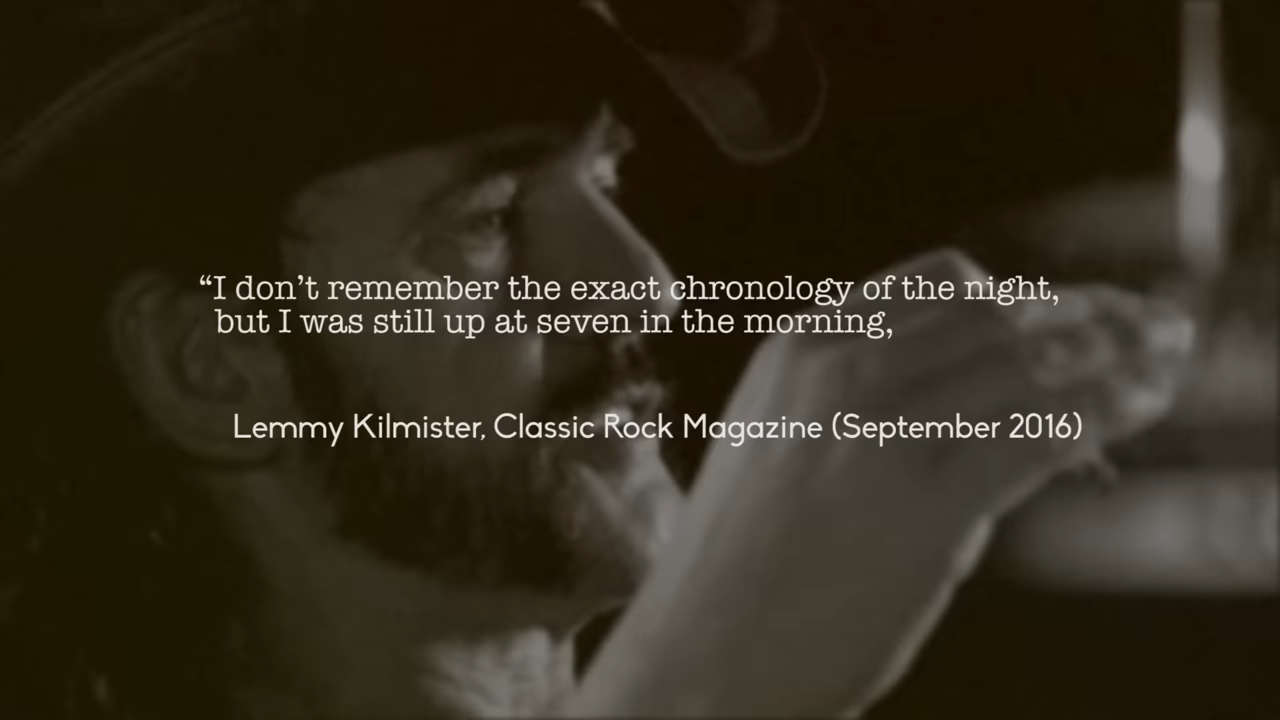 “I don’t remember the exact chronology of the night,
but I was still up at seven in the morning,
Lemmy Kilmister, Classic Rock Magazine (September 2016)